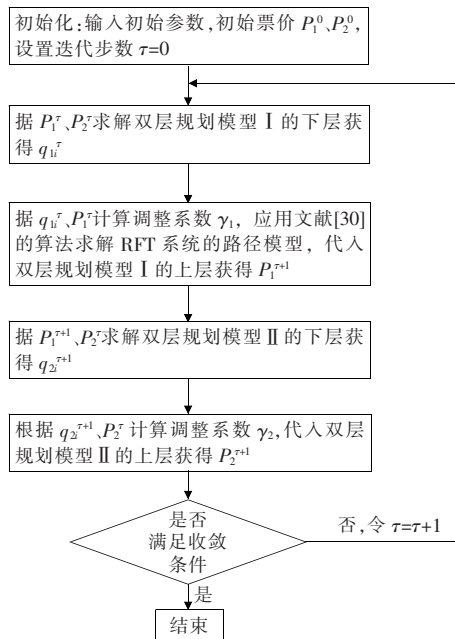 初始化:输入初始参数,初始票价 P₁⁰、P₂⁰,
设置迭代步数 τ=0
据 P₁^τ、P₂^τ求解双层规划模型 Ⅰ 的下层获
得 q₁ᵢ^τ
据 q₁ᵢ^τ、P₁^τ计算调整系数 γ₁, 应用文献[30]
的算法求解 RFT 系统的路径模型, 代入
双层规划模型 Ⅰ 的上层获得 P₁^τ+1
据 P₁^τ+1、P₂^τ求解双层规划模型 Ⅱ 的下层获
得 q₂ᵢ^τ+1
根据 q₂ᵢ^τ+1、P₂^τ 计算调整系数 γ₂,代入双层
规划模型 Ⅱ 的上层获得 P₂^τ+1
是否
满足收敛
条件
否,令 τ=τ+1
是
结束